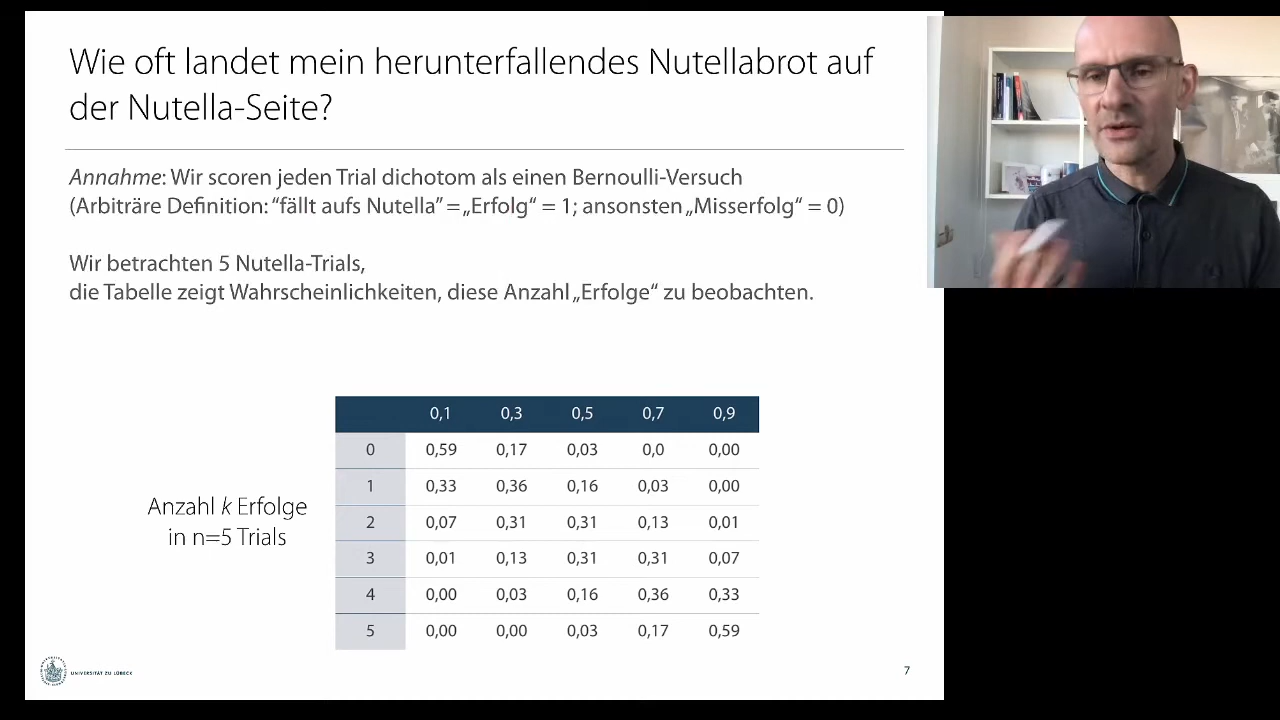 Wie oft landet mein herunterfallendes Nutellabrot auf
der Nutella-Seite?
Annahme: Wir scoren jeden Trial dichotom als einen Bernoulli-Versuch
(Arbiträre Definition: “fällt aufs Nutella” = „Erfolg“ = 1; ansonsten „Misserfolg“ = 0)
Wir betrachten 5 Nutella-Trials,
die Tabelle zeigt Wahrscheinlichkeiten, diese Anzahl „Erfolge“ zu beobachten.
0,1 0,3 0,5 0,7 0,9
0 0,59 0,17 0,03 0,0 0,00
1 0,33 0,36 0,16 0,03 0,00
2 0,07 0,31 0,31 0,13 0,01
3 0,01 0,13 0,31 0,31 0,07
4 0,00 0,03 0,16 0,36 0,33
5 0,00 0,00 0,03 0,17 0,59
Anzahl k Erfolge
in n=5 Trials
UNIVERSITÄT ZU LÜBECK
7